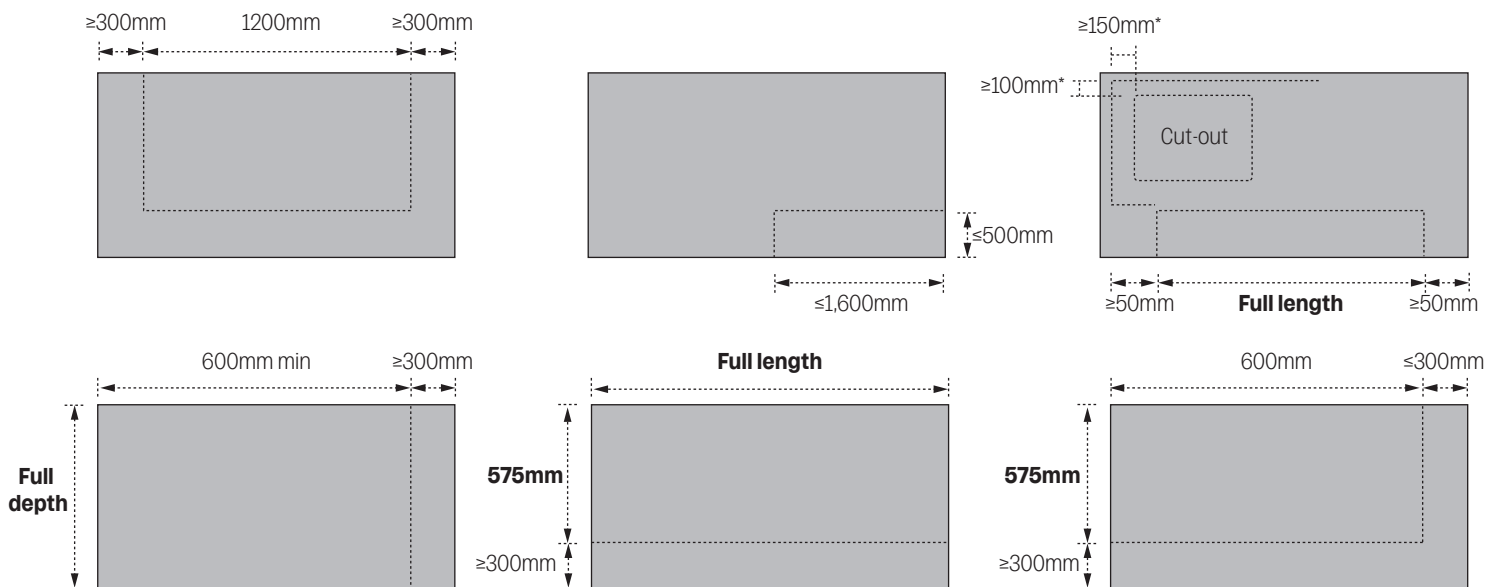 ≥300mm 1200mm ≥300mm
≥150mm*
≥100mm*
Cut-out
≤500mm
≤1,600mm
≥50mm Full length ≥50mm
600mm min ≥300mm
Full
depth
Full length
575mm
≥300mm
600mm ≤300mm
575mm
≥300mm